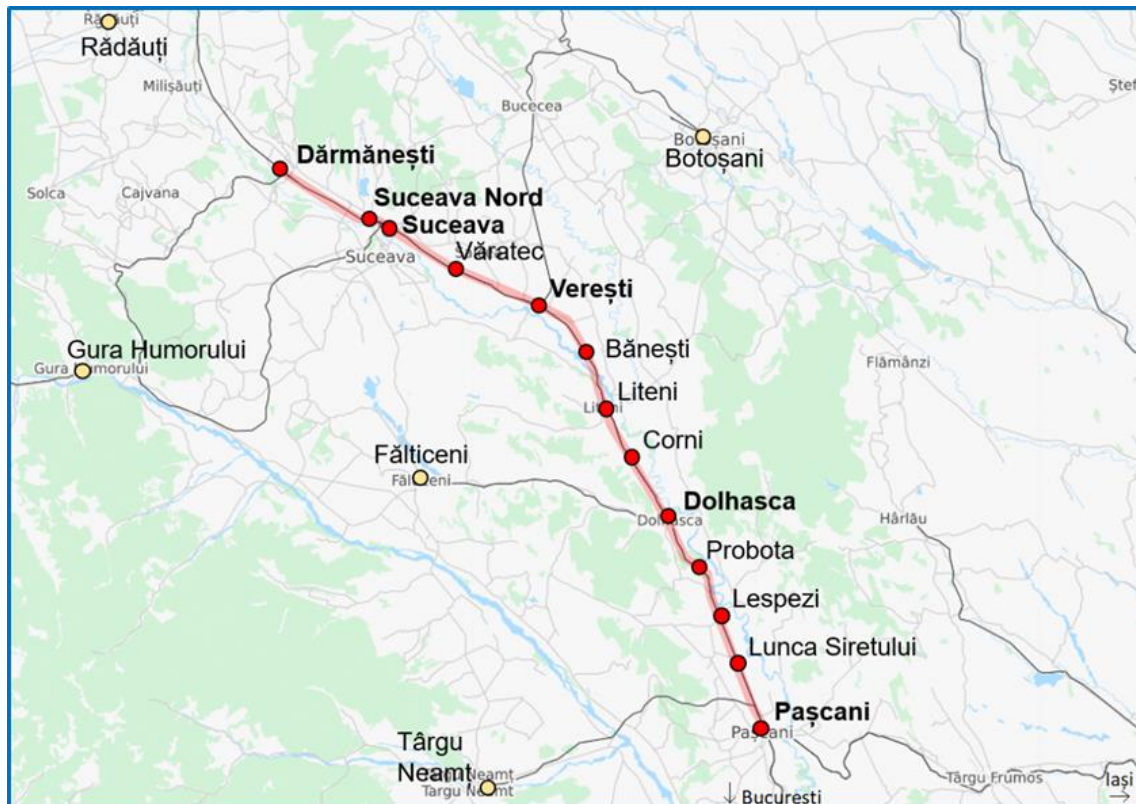 Rădăuți
Rădăuți
Milișăuți
Bucecea
Botoșani
Botoșani
Dărmănești
Solca
Cajvana
Suceava Nord
Suceava
Suceava
Văratec
Verești
Gura Humorului
Gura Humorului
Bănești
Flămânzi
Liteni
Liteni
Corni
Fălticeni
Fălticeni
Dolhasca
Dolhasca
Hârlău
Probota
Lespezi
Lunca Siretului
Pașcani
Pașcani
Târgu
Neamț
Târgu Neamț
Târgu Neamț
Târgu Frumos
Iași
→
↓ București